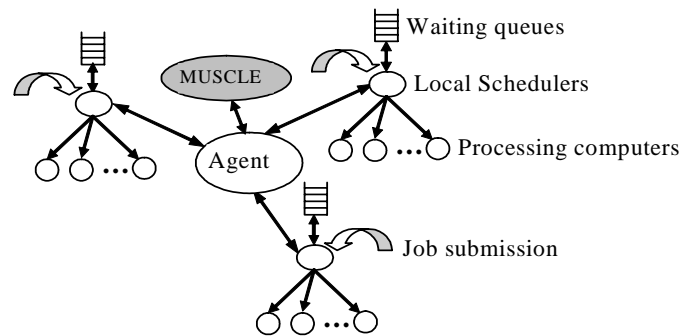 Waiting queues
MUSCLE
Local Schedulers
Agent
Processing computers
Job submission